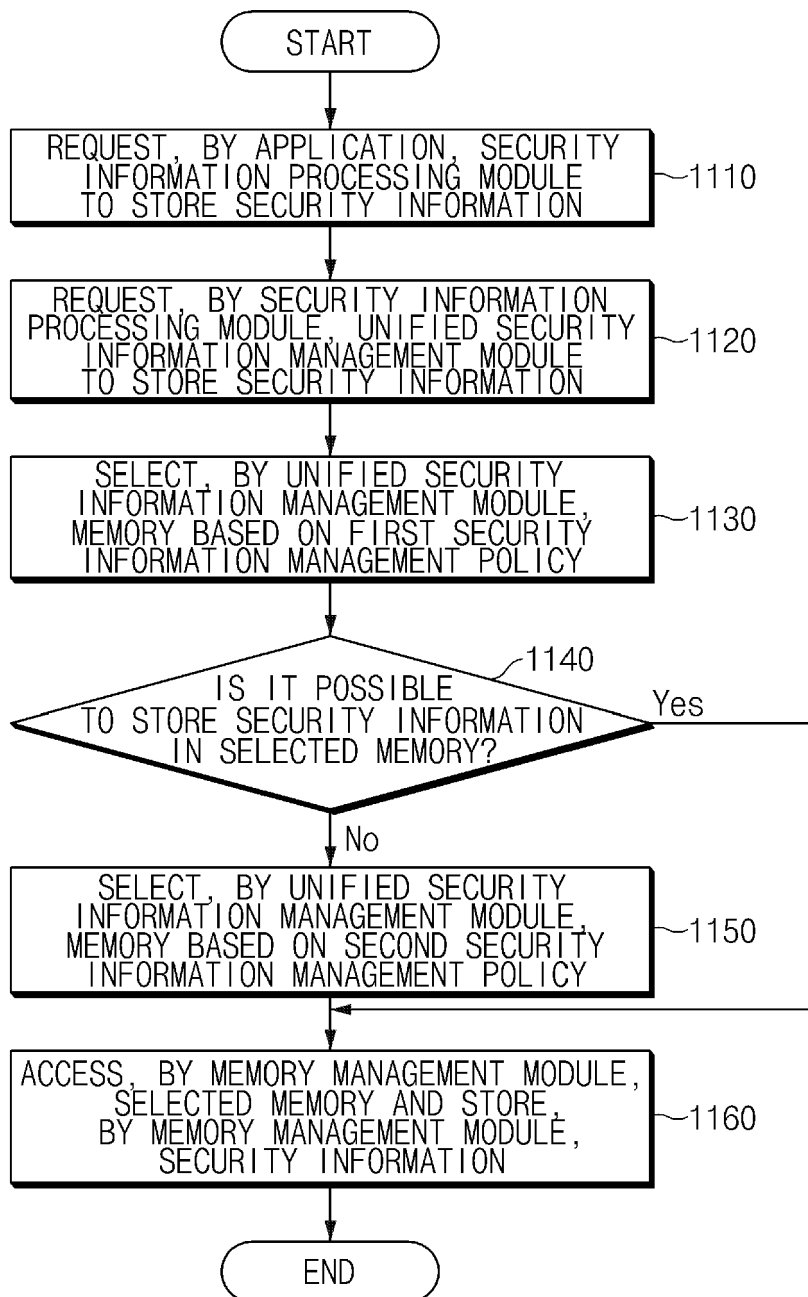 START
REQUEST, BY APPLICATION, SECURITY
INFORMATION PROCESSING MODULE
TO STORE SECURITY INFORMATION
1110
REQUEST, BY SECURITY INFORMATION
PROCESSING MODULE, UNIFIED SECURITY
INFORMATION MANAGEMENT MODULE
TO STORE SECURITY INFORMATION
1120
SELECT, BY UNIFIED SECURITY
INFORMATION MANAGEMENT MODULE,
MEMORY BASED ON FIRST SECURITY
INFORMATION MANAGEMENT POLICY
1130
1140
IS IT POSSIBLE
TO STORE SECURITY INFORMATION
IN SELECTED MEMORY?
Yes
No
SELECT, BY UNIFIED SECURITY
INFORMATION MANAGEMENT MODULE,
MEMORY BASED ON SECOND SECURITY
INFORMATION MANAGEMENT POLICY
1150
ACCESS, BY MEMORY MANAGEMENT MODULE,
SELECTED MEMORY AND STORE,
BY MEMORY MANAGEMENT MODULE,
SECURITY INFORMATION
1160
END